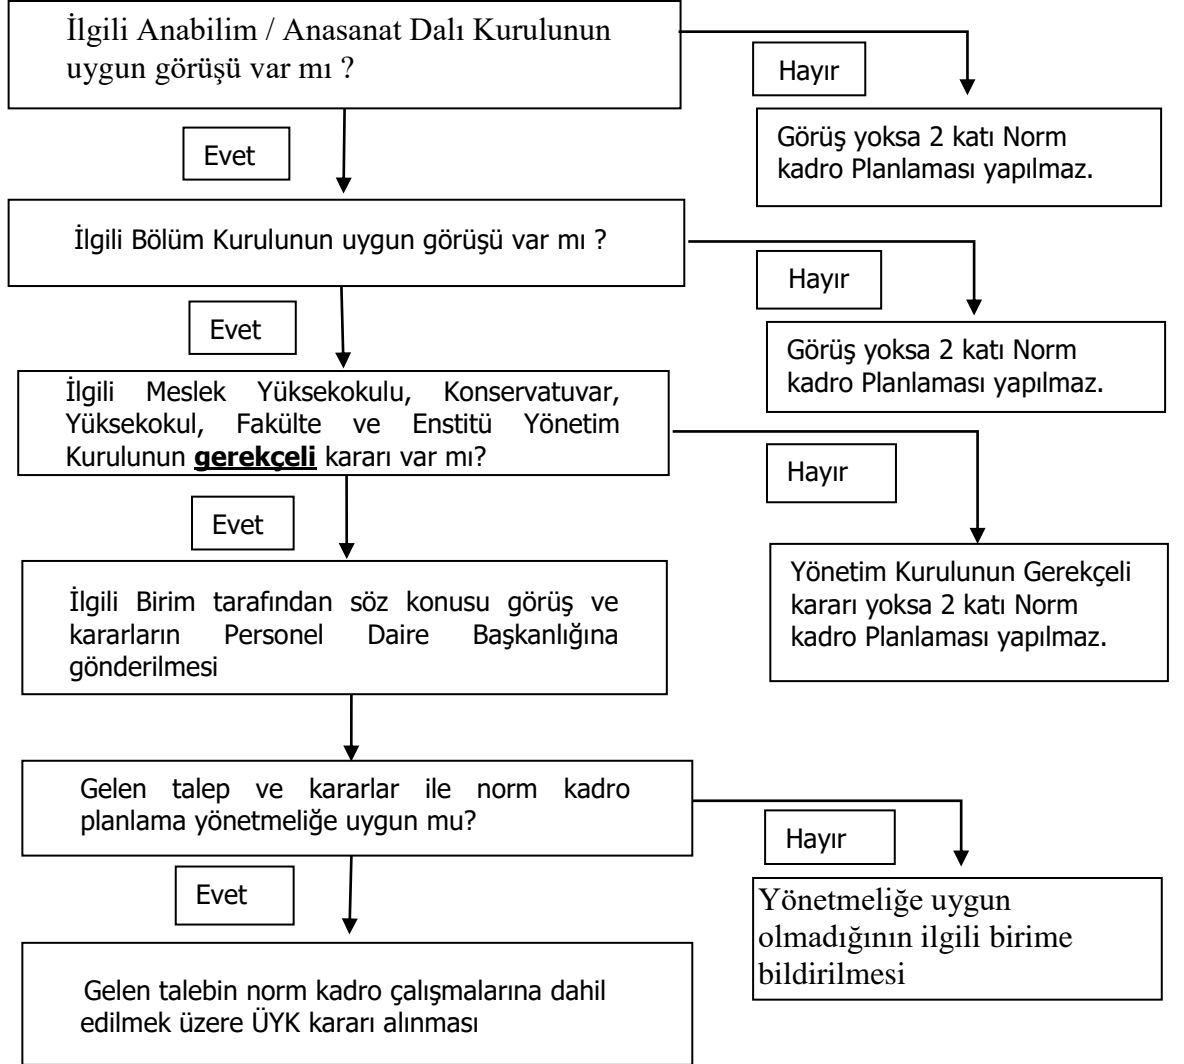 İlgili Anabilim / Anasanat Dalı Kurulunun
uygun görüşü var mı ?
Hayır
Görüş yoksa 2 katı Norm
kadro Planlaması yapılmaz.
Evet
İlgili Bölüm Kurulunun uygun görüşü var mı ?
Hayır
Görüş yoksa 2 katı Norm
kadro Planlaması yapılmaz.
Evet
İlgili Meslek Yüksekokulu, Konservatuvar,
Yüksekokul, Fakülte ve Enstitü Yönetim
Kurulunun gerekçeli kararı var mı?
Hayır
Yönetim Kurulunun Gerekçeli
kararı yoksa 2 katı Norm
kadro Planlaması yapılmaz.
Evet
İlgili Birim tarafından söz konusu görüş ve
kararların Personel Daire Başkanlığına
gönderilmesi
Gelen talep ve kararlar ile norm kadro
planlama yönetmeliğe uygun mu?
Hayır
Yönetmeliğe uygun
olmadığının ilgili birime
bildirilmesi
Evet
Gelen talebin norm kadro çalışmalarına dahil
edilmek üzere ÜYK kararı alınması